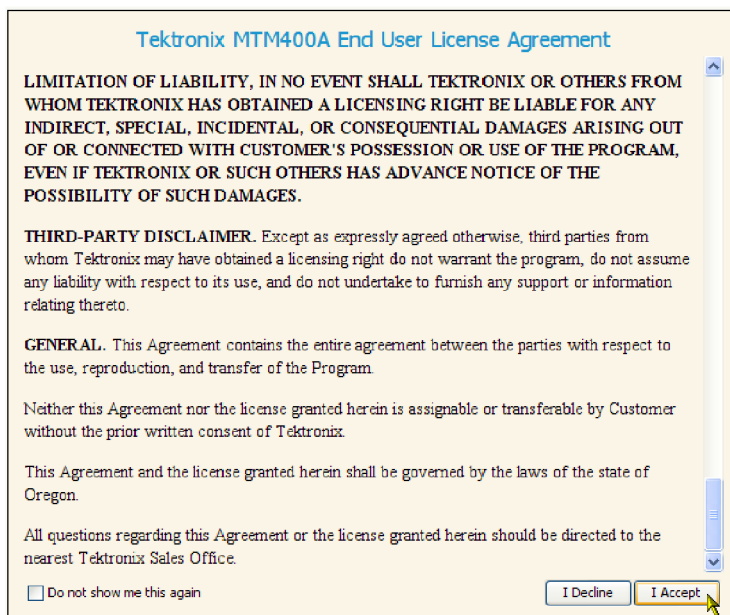 Tektronix MTM400A End User License Agreement
LIMITATION OF LIABILITY, IN NO EVENT SHALL TEKTRONIX OR OTHERS FROM
WHOM TEKTRONIX HAS OBTAINED A LICENSING RIGHT BE LIABLE FOR ANY
INDIRECT, SPECIAL, INCIDENTAL, OR CONSEQUENTIAL DAMAGES ARISING OUT
OF OR CONNECTED WITH CUSTOMER'S POSSESSION OR USE OF THE PROGRAM,
EVEN IF TEKTRONIX OR SUCH OTHERS HAS ADVANCE NOTICE OF THE
POSSIBILITY OF SUCH DAMAGES.
THIRD-PARTY DISCLAIMER. Except as expressly agreed otherwise, third parties from
whom Tektronix may have obtained a licensing right do not warrant the program, do not assume
any liability with respect to its use, and do not undertake to furnish any support or information
relating thereto.
GENERAL. This Agreement contains the entire agreement between the parties with respect to
the use, reproduction, and transfer of the Program.
Neither this Agreement nor the license granted herein is assignable or transferable by Customer
without the prior written consent of Tektronix.
This Agreement and the license granted herein shall be governed by the laws of the state of
Oregon.
All questions regarding this Agreement or the license granted herein should be directed to the
nearest Tektronix Sales Office.
Do not show me this again
I Decline
I Accept